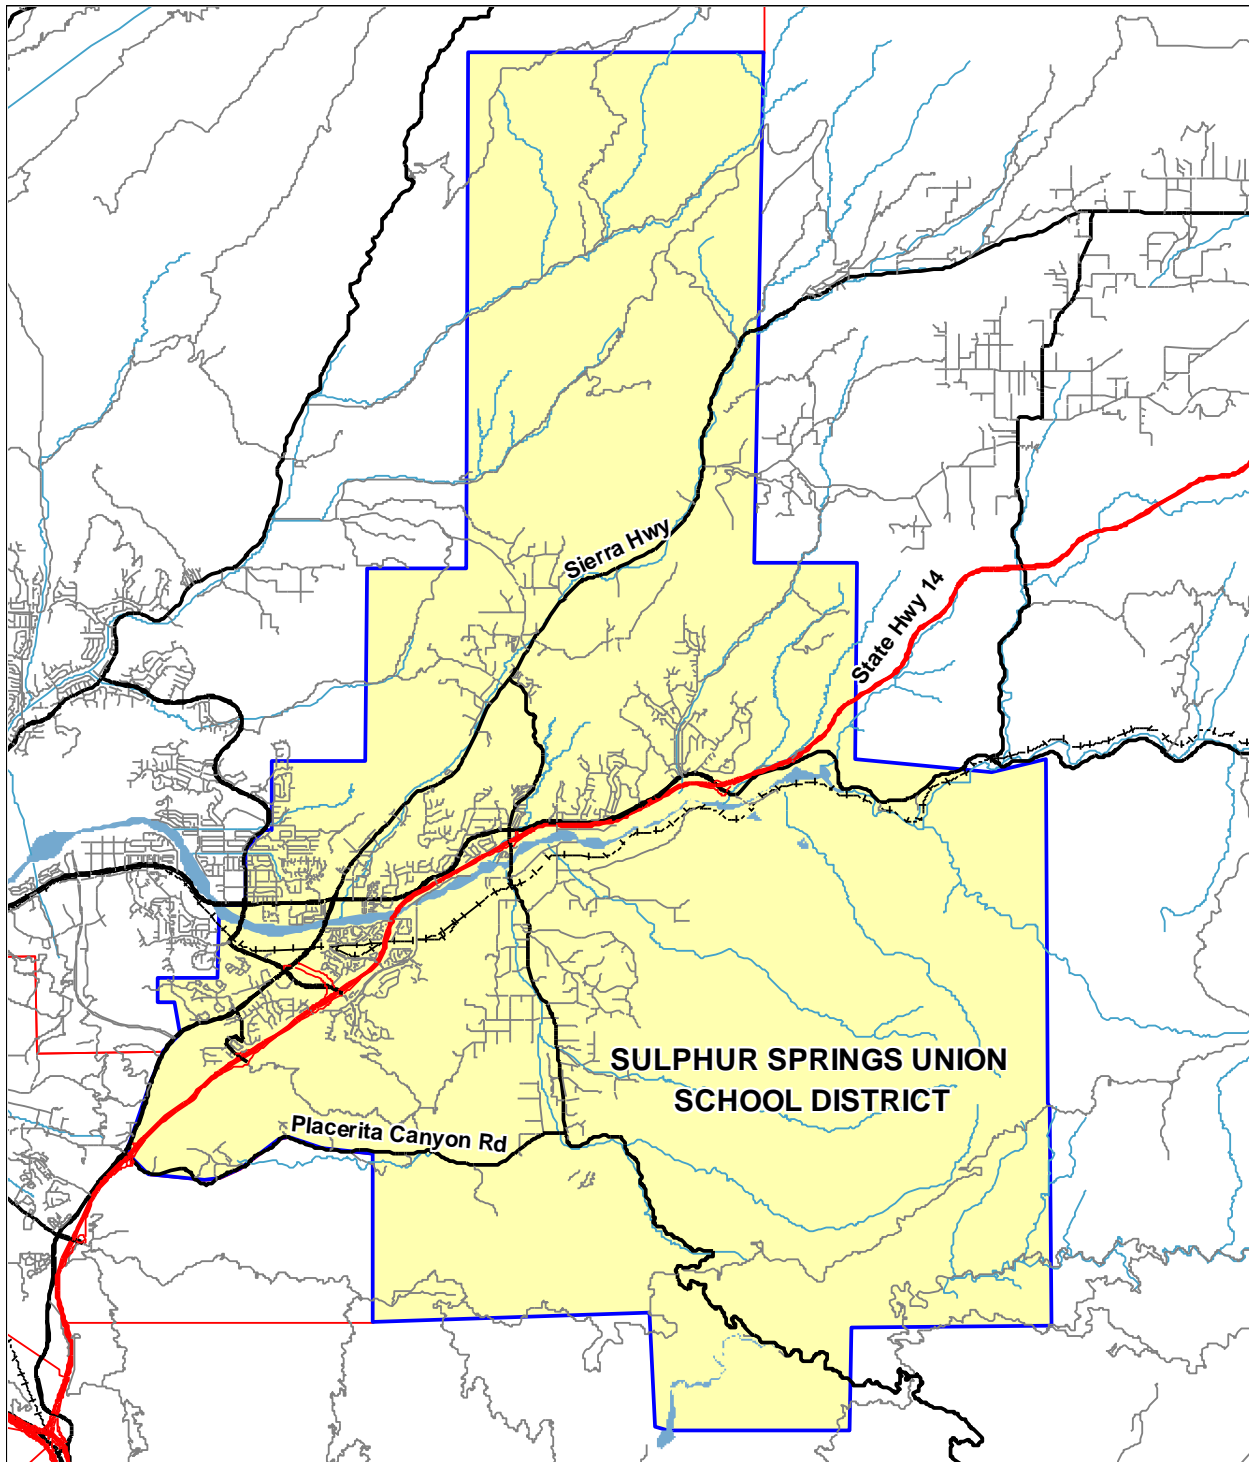 Sierra Hwy
State Hwy 14
SULPHUR SPRINGS UNION
SCHOOL DISTRICT
Placerita Canyon Rd